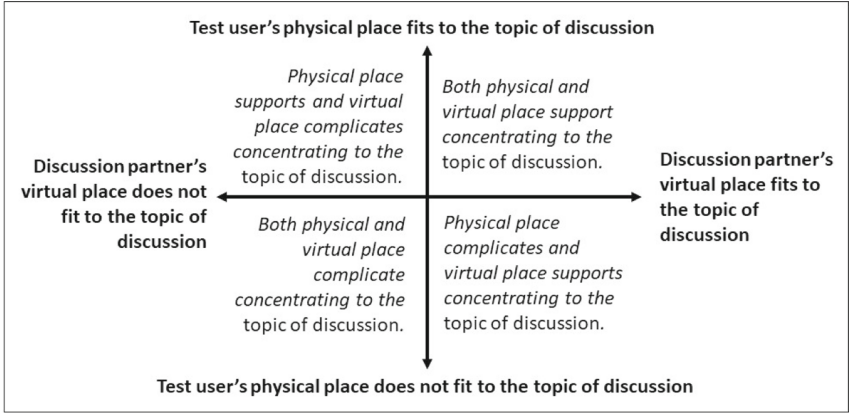 Test user's physical place fits to the topic of discussion
Physical place
supports and virtual
place complicates
concentrating to the
topic of discussion.
Both physical and
virtual place support
concentrating to the
topic of discussion.
Discussion partner's
virtual place does not
fit to the topic of
discussion
Discussion partner's
virtual place fits to
the topic of
discussion
Both physical and
virtual place
complicate
concentrating to the
topic of discussion.
Physical place
complicates and
virtual place supports
concentrating to the
topic of discussion.
Test user's physical place does not fit to the topic of discussion